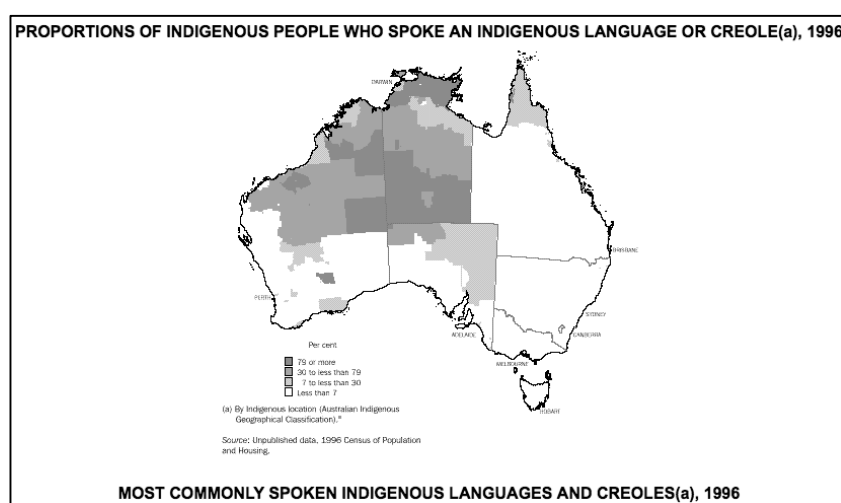 PROPORTIONS OF INDIGENOUS PEOPLE WHO SPOKE AN INDIGENOUS LANGUAGE OR CREOLE(a), 1996
DARWIN
BRISBANE
PERTH
SYDNEY
ADELAIDE
CANBERRA
MELBOURNE
HOBART
Per cent
79 or more
30 to less than 79
7 to less than 30
Less than 7
(a) By Indigenous location (Australian Indigenous
Geographical Classification).*
Source: Unpublished data, 1996 Census of Population
and Housing.
MOST COMMONLY SPOKEN INDIGENOUS LANGUAGES AND CREOLES(a), 1996